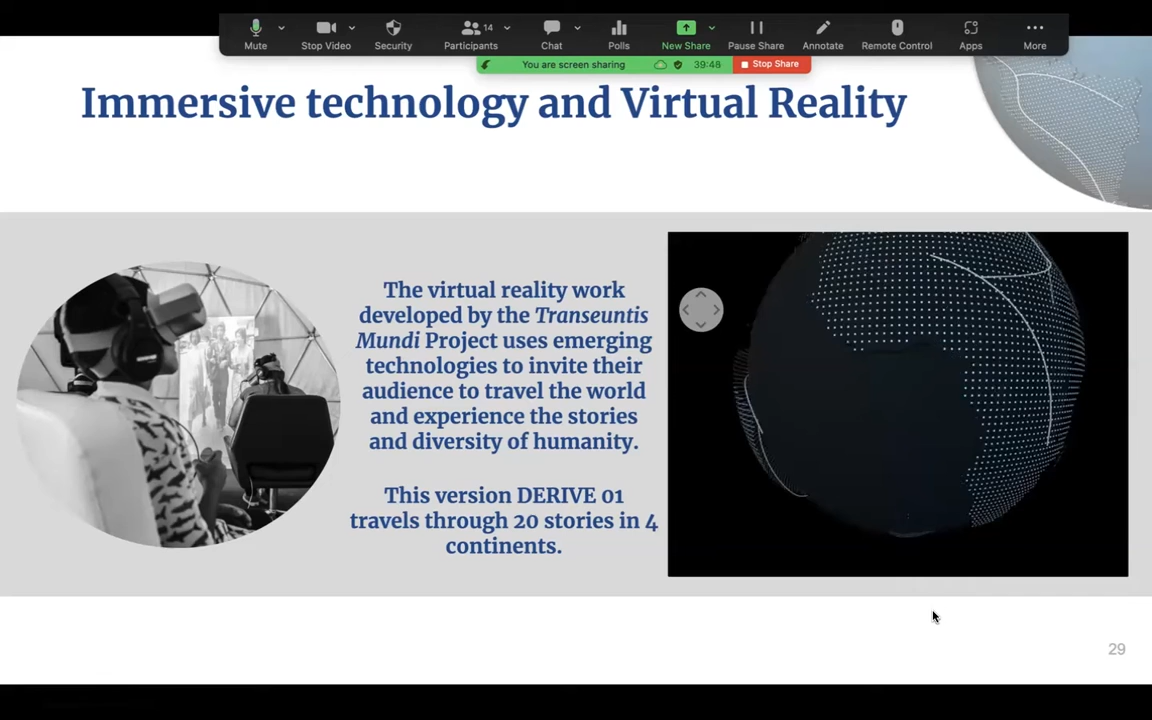 14
Mute
Stop Video
Security
Participants
Chat
Polls
New Share
Pause Share
Annotate
Remote Control
Apps
More
You are screen sharing
39:48
Stop Share
Immersive technology and Virtual Reality
The virtual reality work
developed by the Transeuntis
Mundi Project uses emerging
technologies to invite their
audience to travel the world
and experience the stories
and diversity of humanity.
This version DERIVE 01
travels through 20 stories in 4
continents.
29